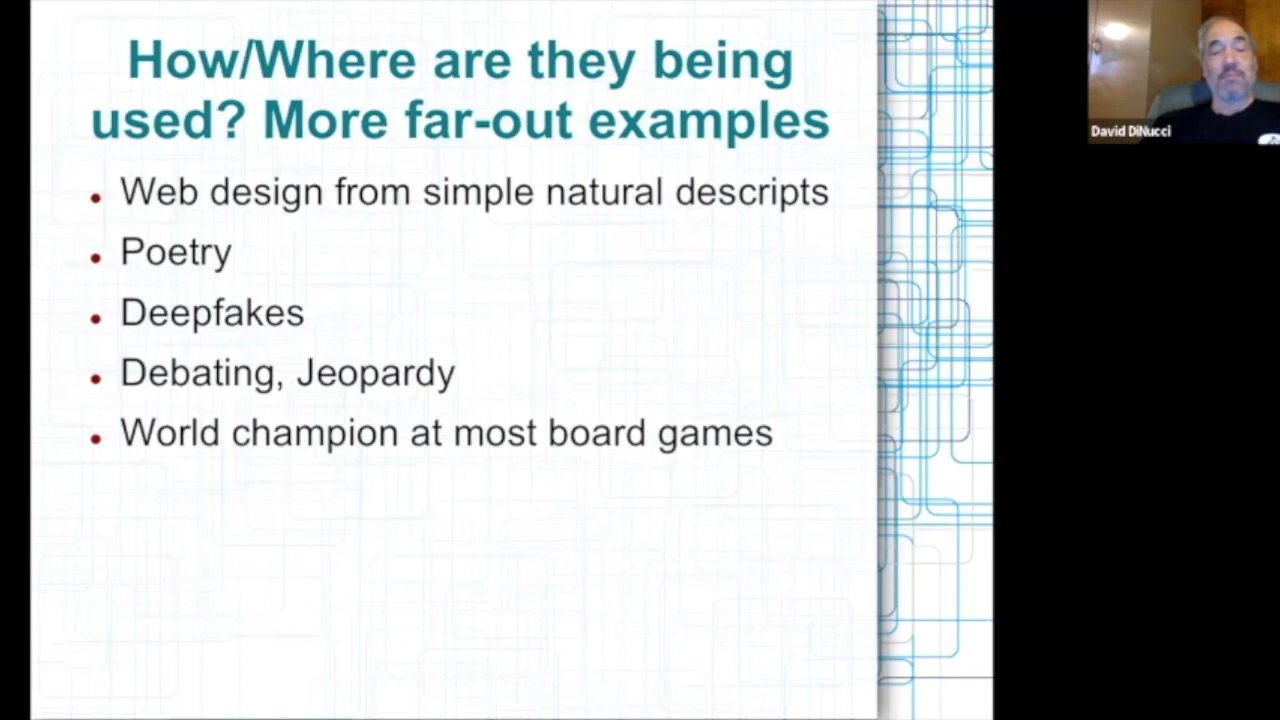 How/Where are they being
used? More far-out examples
• Web design from simple natural descripts
• Poetry
• Deepfakes
• Debating, Jeopardy
• World champion at most board games
David DiNucci